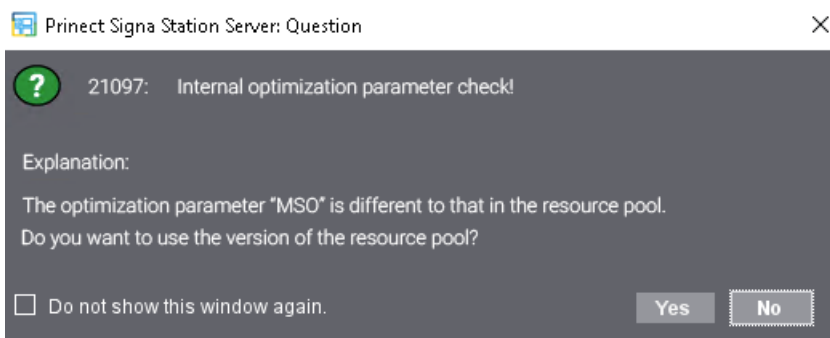 Prinect Signa Station Server: Question
21097: Internal optimization parameter check!
Explanation:
The optimization parameter “MSO” is different to that in the resource pool.
Do you want to use the version of the resource pool?
Do not show this window again.
Yes No